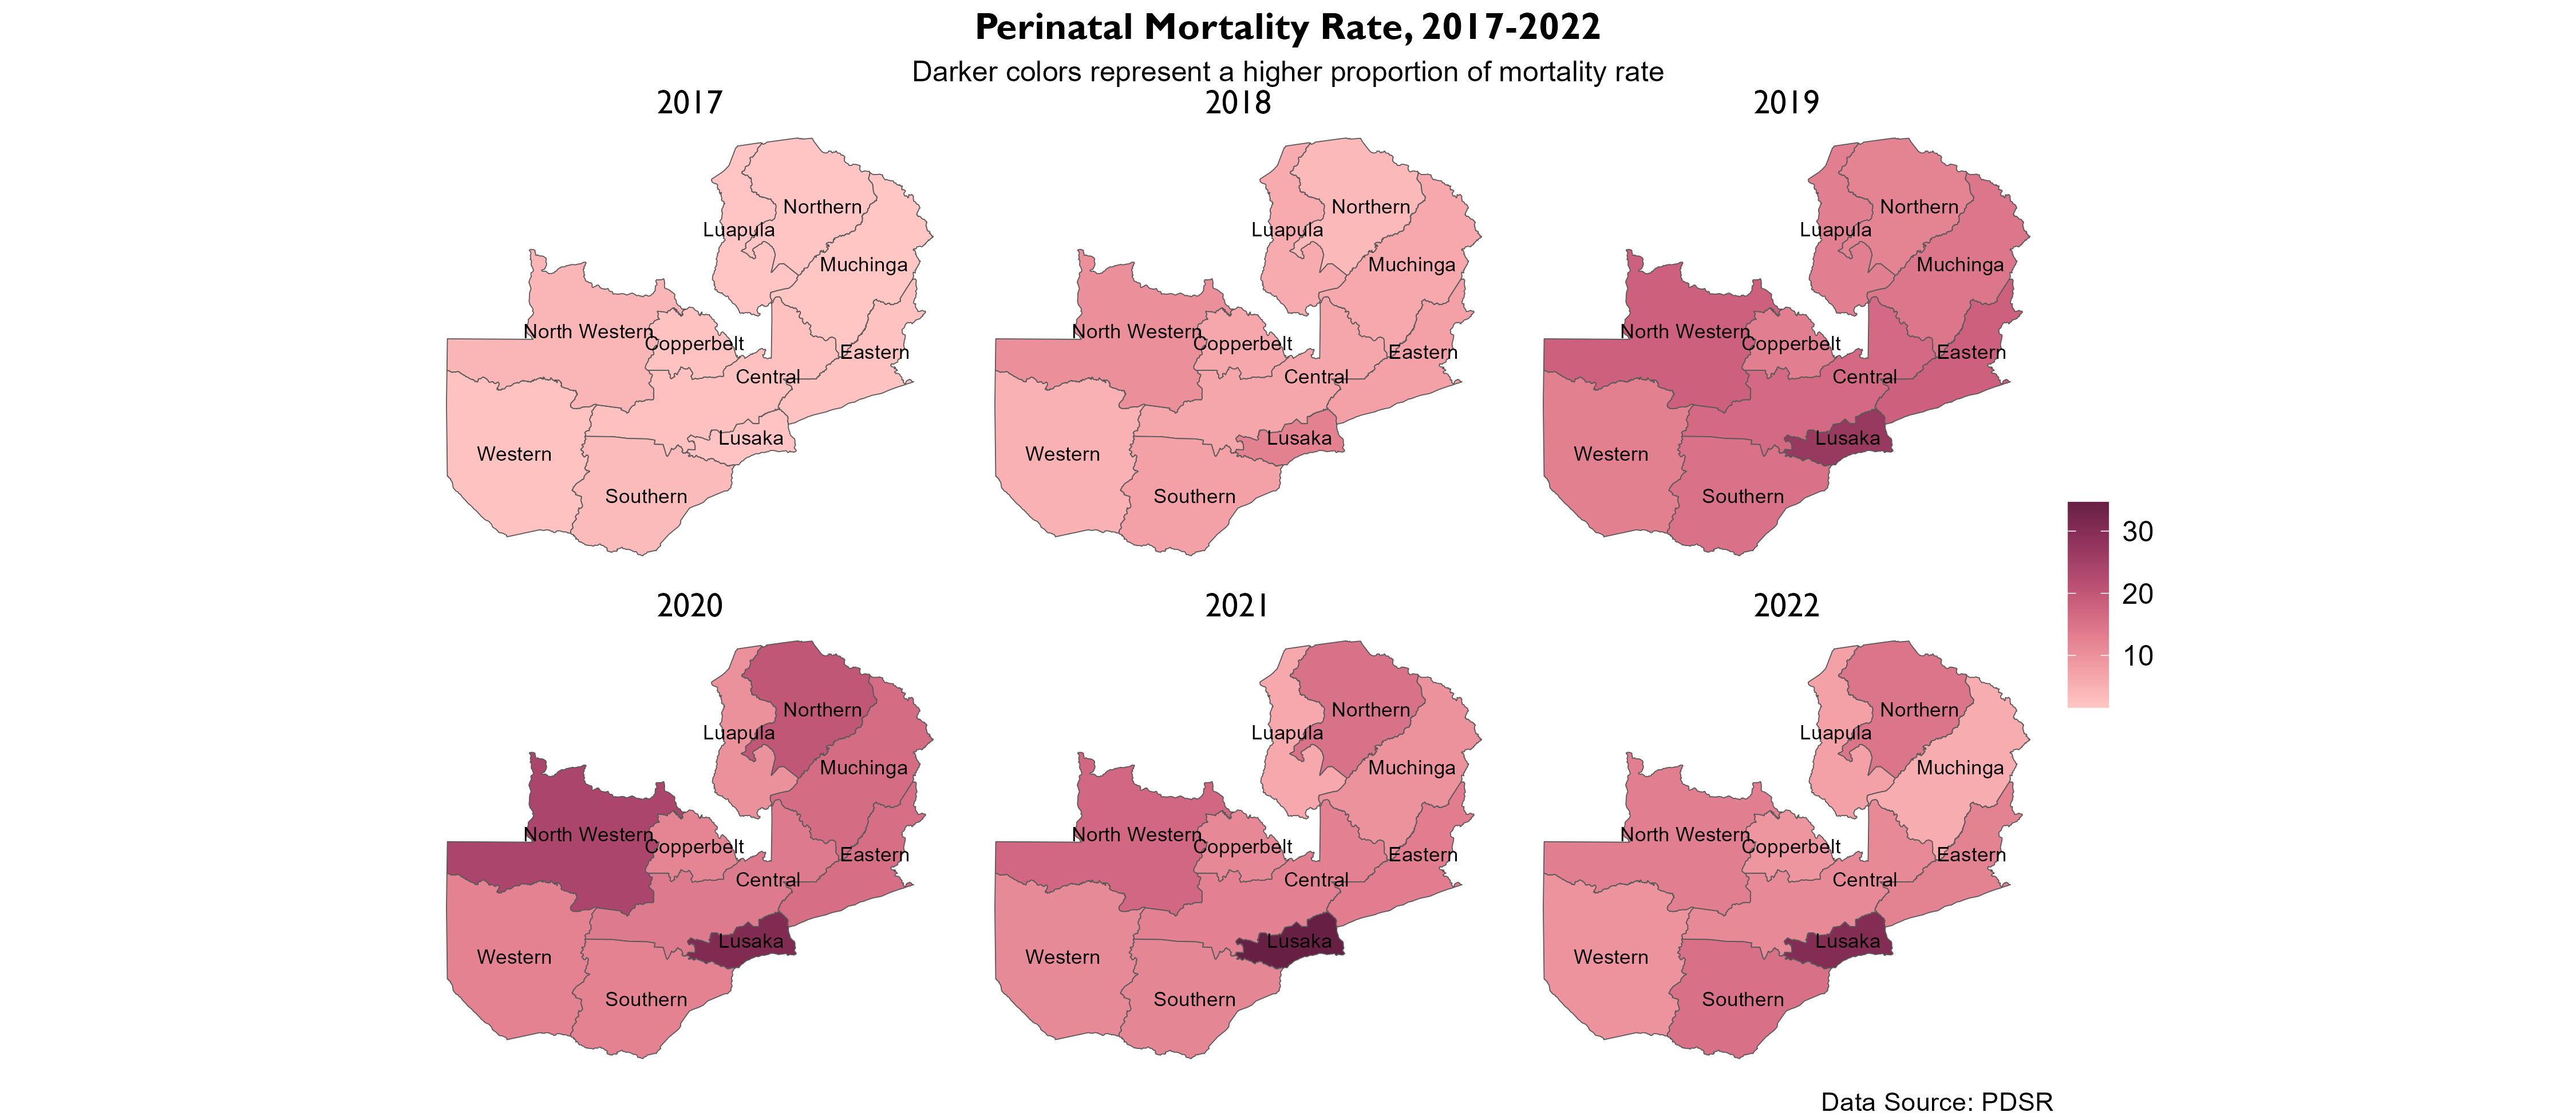 Perinatal Mortality Rate, 2017-2022
Darker colors represent a higher proportion of mortality rate
2017
Northern
Luapula
Muchinga
North Western
Copperbelt
Eastern
Central
Lusaka
Western
Southern
2018
Northern
Luapula
Muchinga
North Western
Copperbelt
Eastern
Central
Lusaka
Western
Southern
2019
Northern
Luapula
Muchinga
North Western
Copperbelt
Eastern
Central
Lusaka
Western
Southern
2020
Northern
Luapula
Muchinga
North Western
Copperbelt
Eastern
Central
Lusaka
Western
Southern
2021
Northern
Luapula
Muchinga
North Western
Copperbelt
Eastern
Central
Lusaka
Western
Southern
2022
Northern
Luapula
Muchinga
North Western
Copperbelt
Eastern
Central
Lusaka
Western
Southern
30
20
10
Data Source: PDSR